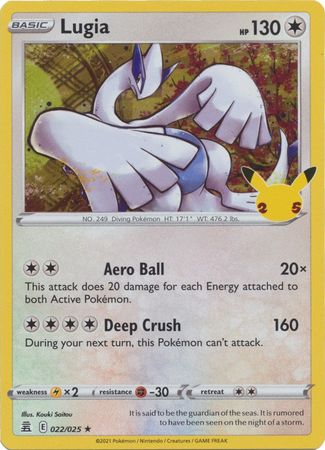 BASIC Lugia HP 130
25
NO. 249 Diving Pokémon HT: 17'1" WT: 476.2 lbs.
Aero Ball 20×
This attack does 20 damage for each Energy attached to
both Active Pokémon.
Deep Crush 160
During your next turn, this Pokémon can't attack.
weakness ×2 resistance -30 retreat
Illus. Kouki Saitou
E 022/025 ★
It is said to be the guardian of the seas. It is rumored
to have been seen on the night of a storm.
©2021 Pokémon / Nintendo / Creatures / GAME FREAK